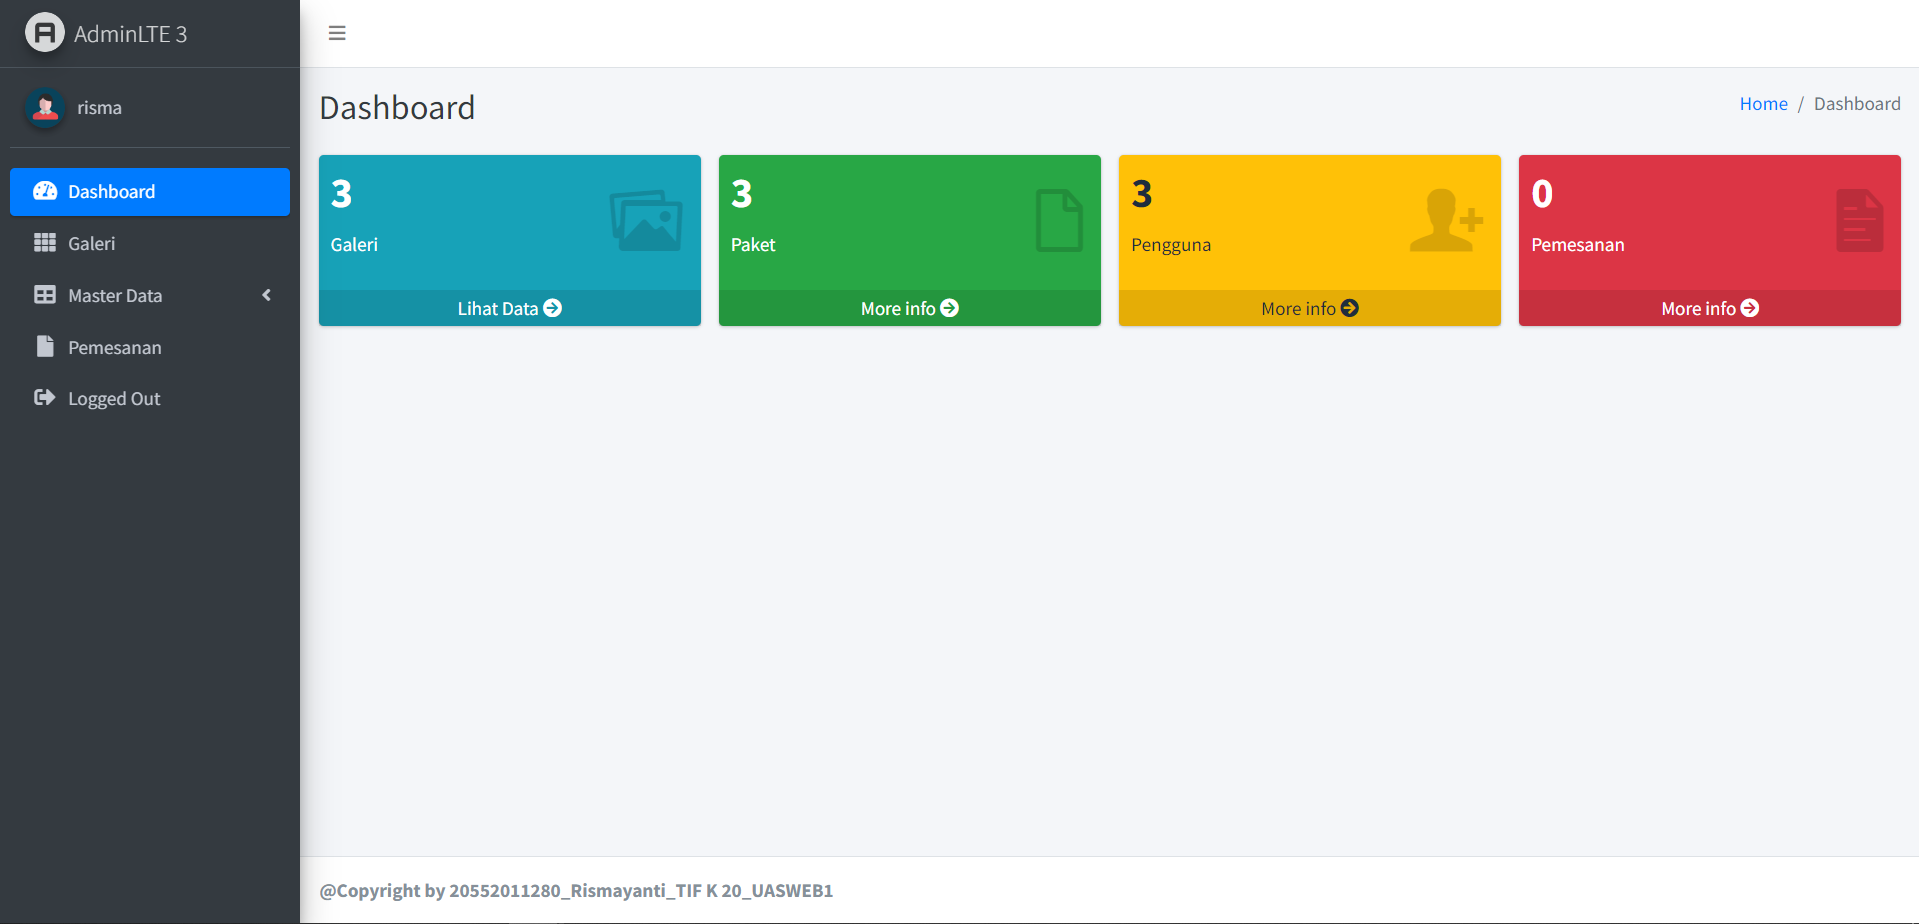 AdminLTE 3
risma
Dashboard
Galeri
Master Data
Pemesanan
Logged Out
Dashboard
Home / Dashboard
3
Galeri
Lihat Data
3
Paket
More info
3
Pengguna
More info
0
Pemesanan
More info
@Copyright by 20552011280_Rismayanti_TIF K 20_UASWEB1